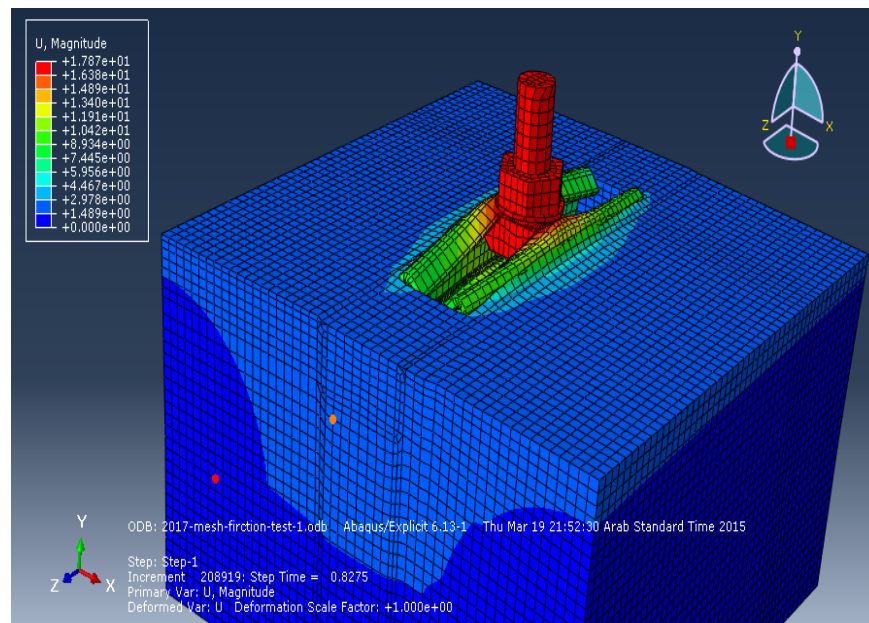 U, Magnitude
+1.787e+01
+1.638e+01
+1.489e+01
+1.340e+01
+1.191e+01
+1.042e+01
+8.934e+00
+7.445e+00
+5.956e+00
+4.467e+00
+2.978e+00
+1.489e+00
+0.000e+00
Y
Z
X
ODB: 2017-mesh-firction-test-1.odb Abaqus/Explicit 6.13-1 Thu Mar 19 21:52:30 Arab Standard Time 2015
Y
Z X
Step: Step-1
Increment 208919: Step Time = 0.8275
Primary Var: U, Magnitude
Deformed Var: U Deformation Scale Factor: +1.000e+00